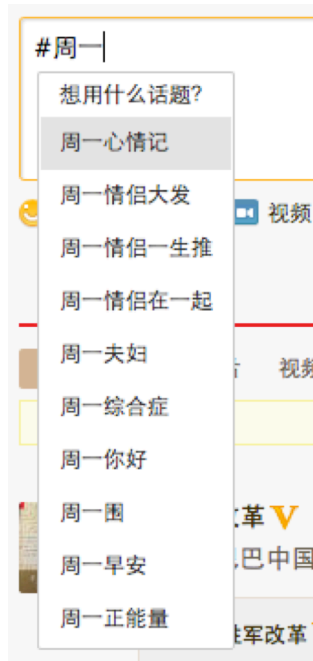 #周一
想用什么话题?
周一心情记
周一情侣大发
视频
周一情侣一生推
周一情侣在一起
周一夫妇
视频
周一综合症
周一你好
周一围
革V
周一早安
巴中国
周一正能量
军改革